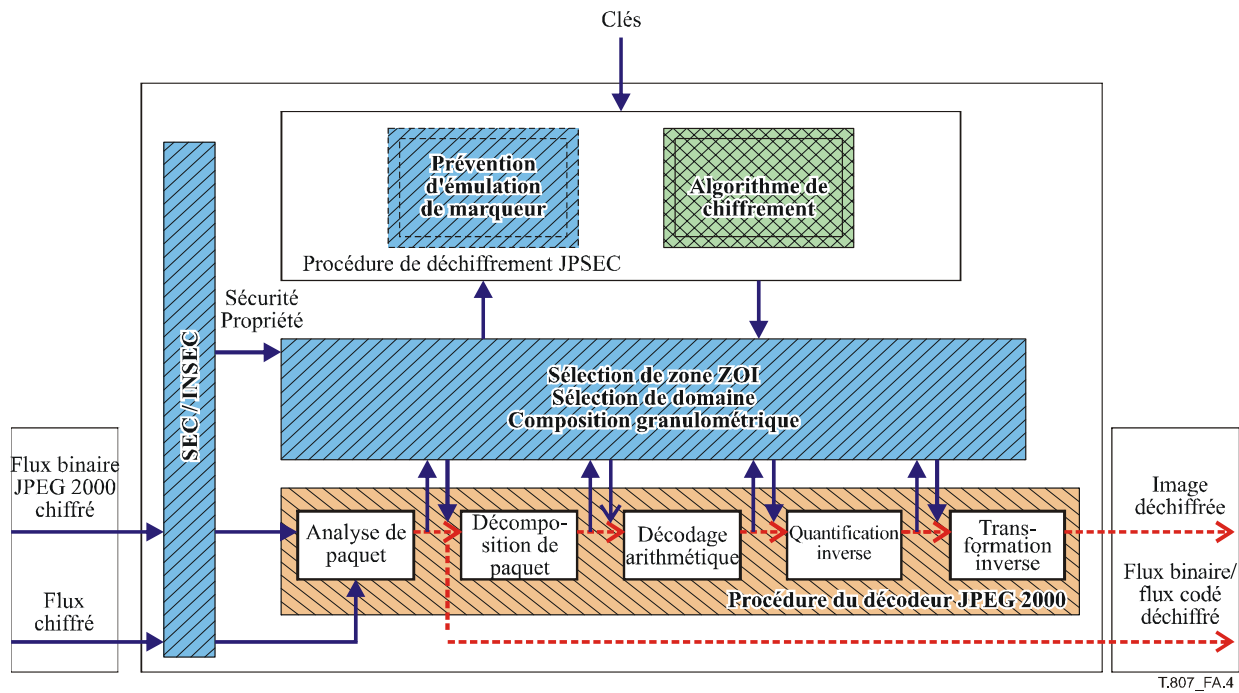 Clés
Prévention
d'émulation
de marqueur
Algorithme de
chiffrement
Procédure de déchiffrement JPSEC
Sécurité
Propriété
SEC / INSEC
Sélection de zone ZOI
Sélection de domaine
Composition granulométrique
Flux binaire
JPEG 2000
chiffré
Flux
chiffré
Analyse de
paquet
Décompo-
sition de
paquet
Décodage
arithmétique
Quantification
inverse
Trans-
formation
inverse
Procédure du décodeur JPEG 2000
Image
déchiffrée
Flux binaire/
flux codé
déchiffré
T.807_FA.4